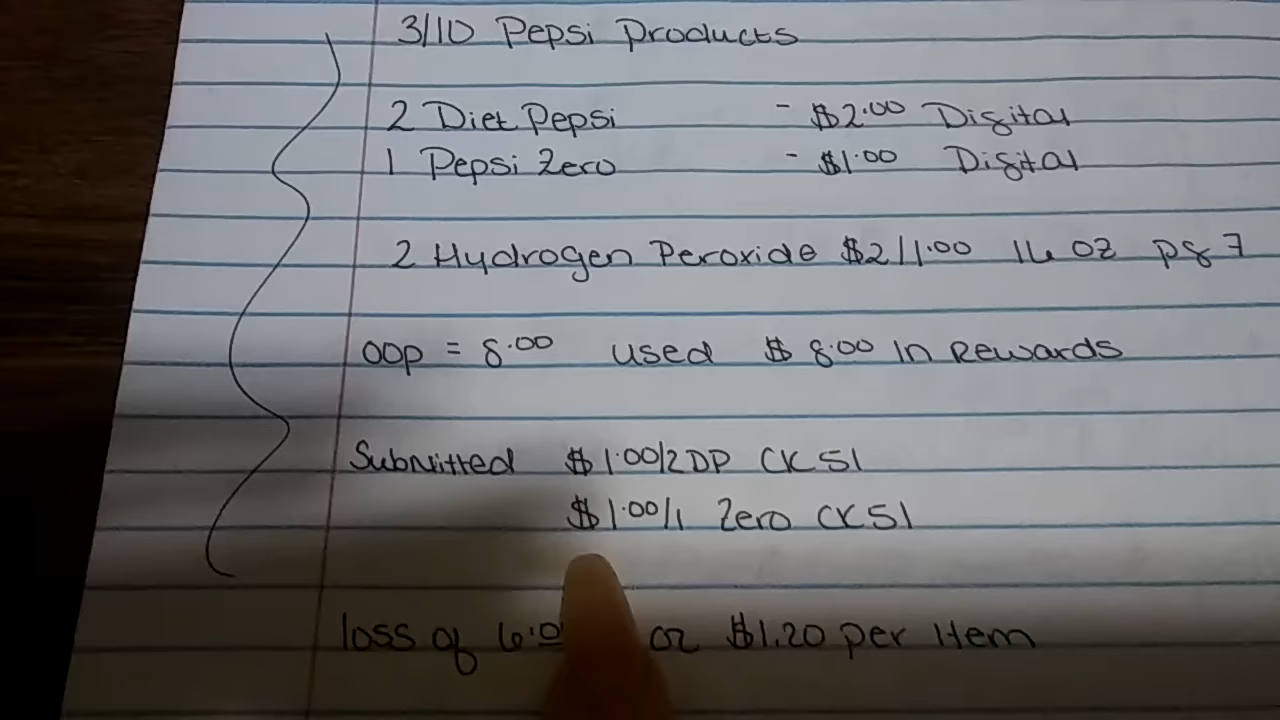 3/10 Pepsi Products
2 Diet Pepsi - $2.00 Digital
1 Pepsi Zero - $1.00 Digital
2 Hydrogen Peroxide $2/1.00 16 oz pg 7
OOP = 8.00 used $8.00 in Rewards
Submitted $1.00/2DP CK51
$1.00/1 Zero CK51
loss of 6.0 or $1.20 per item